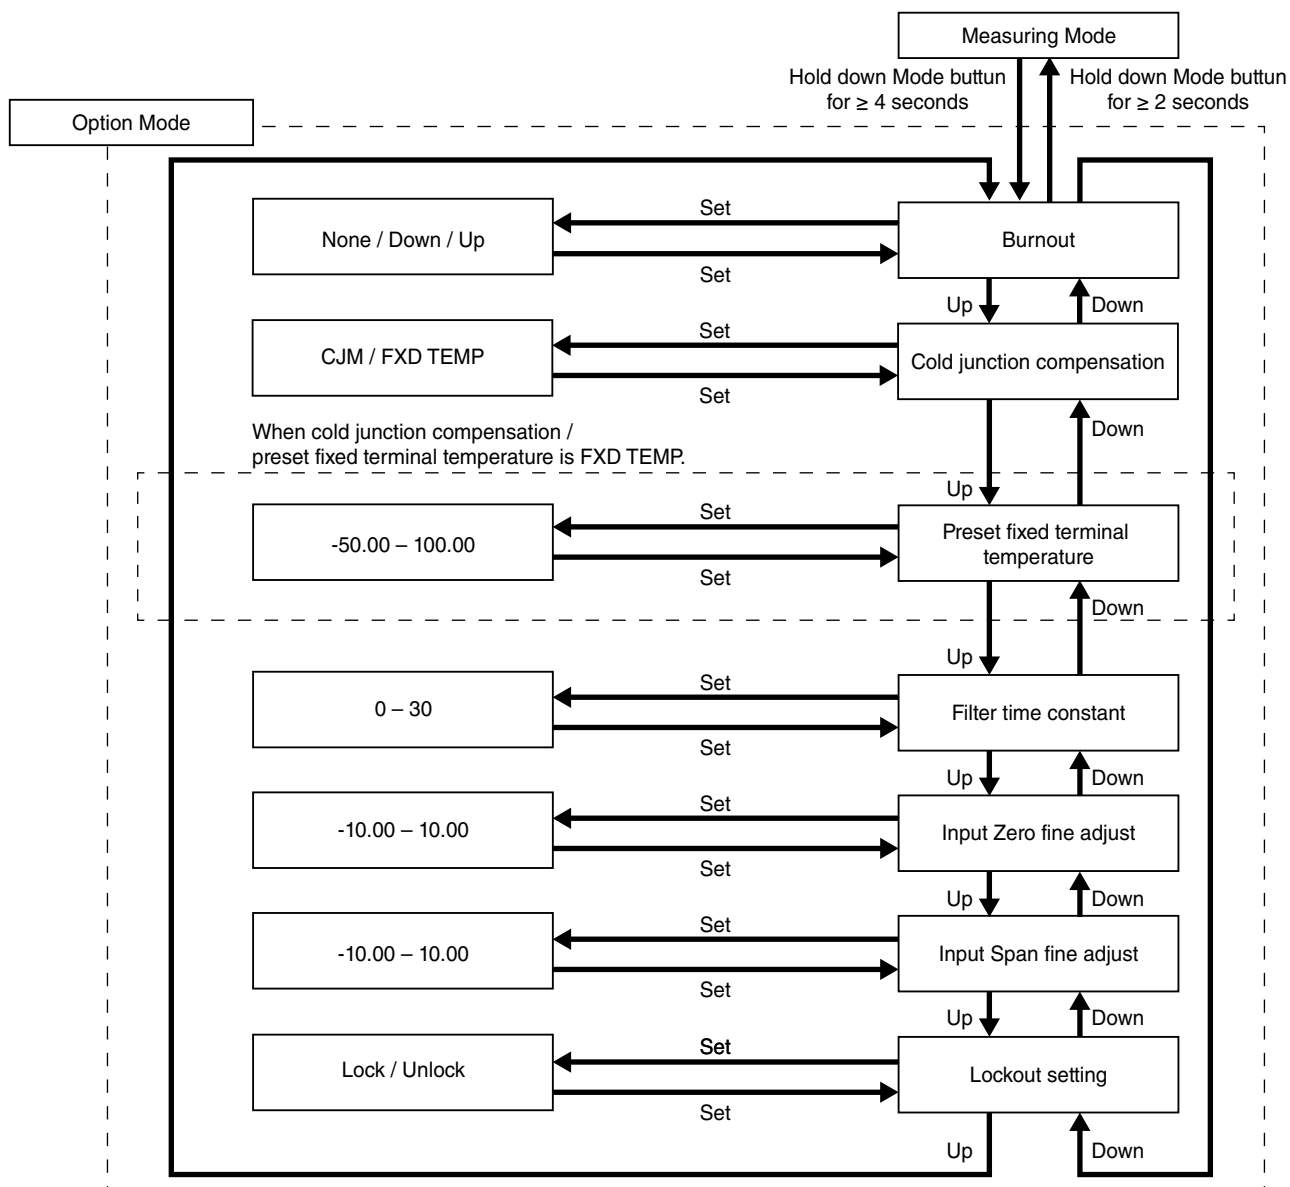 Measuring Mode
Hold down Mode buttun
for ≥ 4 seconds
Hold down Mode buttun
for ≥ 2 seconds
Option Mode
None / Down / Up
Set
Set
Burnout
Up
Down
CJM / FXD TEMP
Set
Set
Cold junction compensation
When cold junction compensation /
preset fixed terminal temperature is FXD TEMP.
Down
Up
-50.00 – 100.00
Set
Set
Preset fixed terminal
temperature
Down
Up
0 – 30
Set
Set
Filter time constant
Up
Down
-10.00 – 10.00
Set
Set
Input Zero fine adjust
Up
Down
-10.00 – 10.00
Set
Set
Input Span fine adjust
Up
Down
Lock / Unlock
Set
Set
Lockout setting
Up
Down